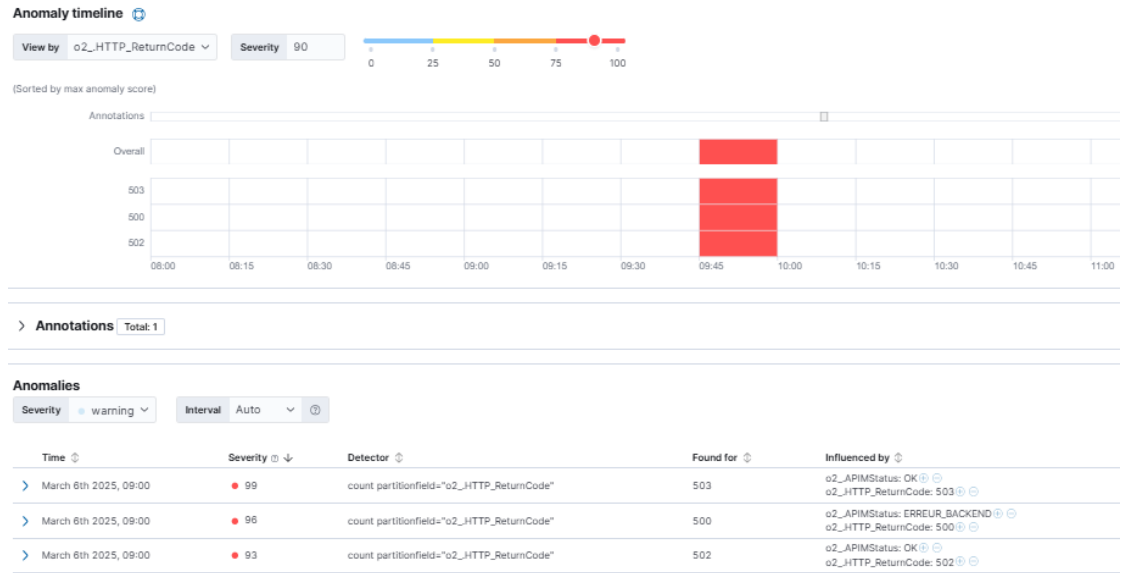 Anomaly timeline
View by o2_.HTTP_ReturnCode Severity 90
0 25 50 75 100
(Sorted by max anomaly score)
Annotations
Overall
503
500
502
08:00 08:15 08:30 08:45 09:00 09:15 09:30 09:45 10:00 10:15 10:30 10:45 11:00
Annotations Total: 1
Anomalies
Severity warning Interval Auto
Time Severity Detector Found for Influenced by
March 6th 2025, 09:00 99 count partitionfield="o2_.HTTP_ReturnCode" 503 o2_.APIMStatus: OK
o2_.HTTP_ReturnCode: 503
March 6th 2025, 09:00 96 count partitionfield="o2_.HTTP_ReturnCode" 500 o2_.APIMStatus: ERREUR_BACKEND
o2_.HTTP_ReturnCode: 500
March 6th 2025, 09:00 93 count partitionfield="o2_.HTTP_ReturnCode" 502 o2_.APIMStatus: OK
o2_.HTTP_ReturnCode: 502